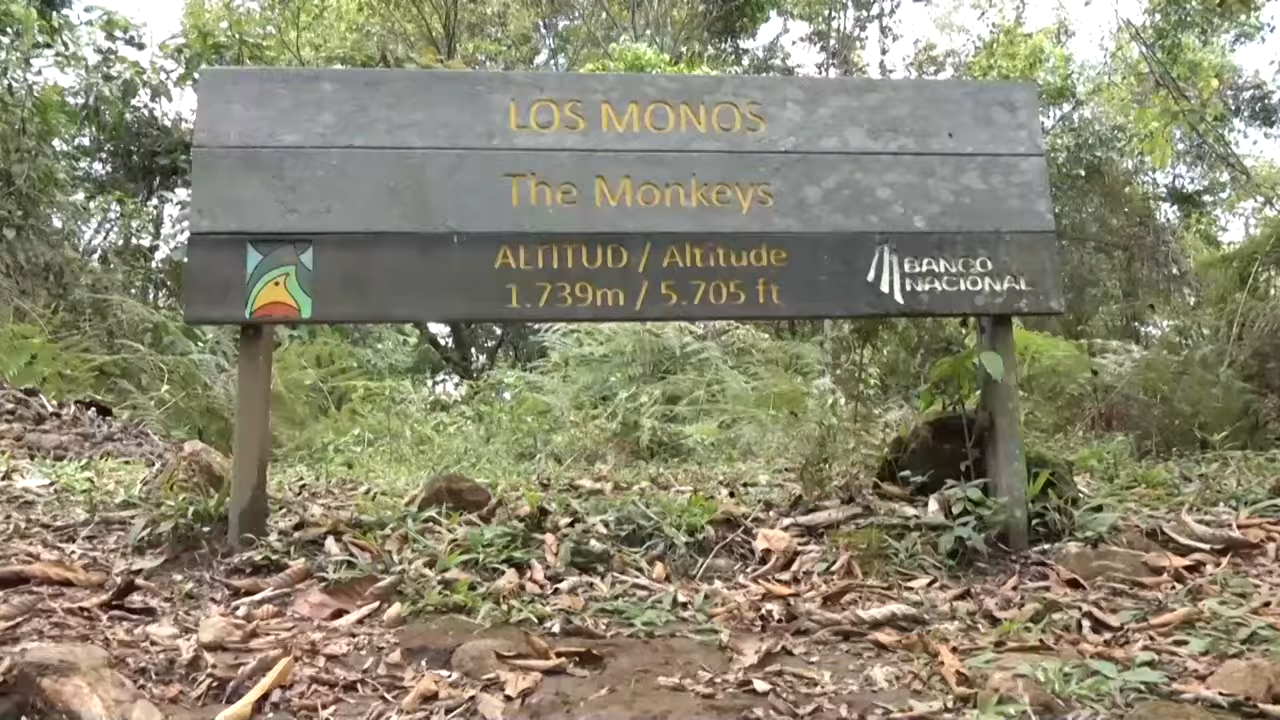 LOS MONOS
The Monkeys
ALTITUD / Altitude
1.739m / 5.705 ft
BANCO
NACIONAL